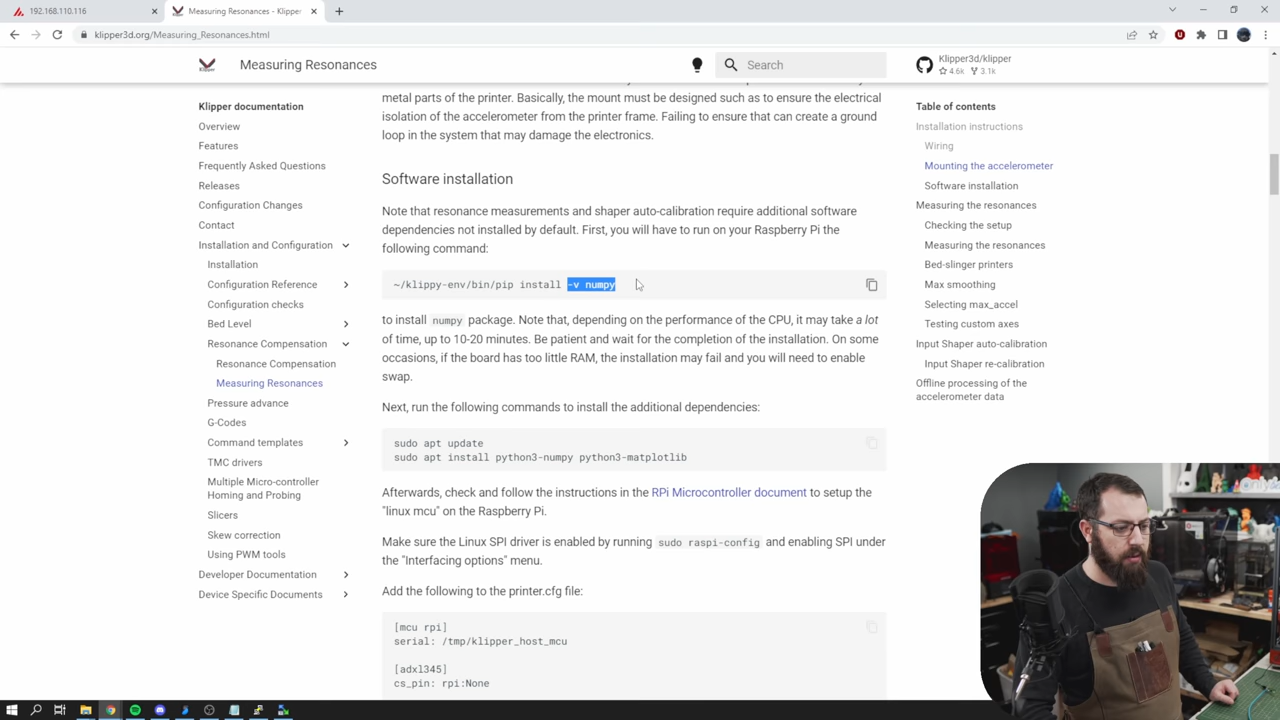 192.168.110.116
Measuring Resonances - Klipper
klipper3d.org/Measuring_Resonances.html
Klipper
Measuring Resonances
Search
Klipper3d/klipper
4.6k 3.1k
Klipper documentation
Overview
Features
Frequently Asked Questions
Releases
Configuration Changes
Contact
Installation and Configuration
Installation
Configuration Reference
Configuration checks
Bed Level
Resonance Compensation
Resonance Compensation
Measuring Resonances
Pressure advance
G-Codes
Command templates
TMC drivers
Multiple Micro-controller
Homing and Probing
Slicers
Skew correction
Using PWM tools
Developer Documentation
Device Specific Documents
metal parts of the printer. Basically, the mount must be designed such as to ensure the electrical
isolation of the accelerometer from the printer frame. Failing to ensure that can create a ground
loop in the system that may damage the electronics.
Software installation
Note that resonance measurements and shaper auto-calibration require additional software
dependencies not installed by default. First, you will have to run on your Raspberry Pi the
following command:
~/klippy-env/bin/pip install -v numpy
to install numpy package. Note that, depending on the performance of the CPU, it may take a lot
of time, up to 10-20 minutes. Be patient and wait for the completion of the installation. On some
occasions, if the board has too little RAM, the installation may fail and you will need to enable
swap.
Next, run the following commands to install the additional dependencies:
sudo apt update
sudo apt install python3-numpy python3-matplotlib
Afterwards, check and follow the instructions in the RPi Microcontroller document to setup the
"linux mcu" on the Raspberry Pi.
Make sure the Linux SPI driver is enabled by running sudo raspi-config and enabling SPI under
the "Interfacing options" menu.
Add the following to the printer.cfg file:
[mcu rpi]
serial: /tmp/klipper_host_mcu
[adxl345]
cs_pin: rpi:None
Table of contents
Installation instructions
Wiring
Mounting the accelerometer
Software installation
Measuring the resonances
Checking the setup
Measuring the resonances
Bed-slinger printers
Max smoothing
Selecting max_accel
Testing custom axes
Input Shaper auto-calibration
Input Shaper re-calibration
Offline processing of the
accelerometer data